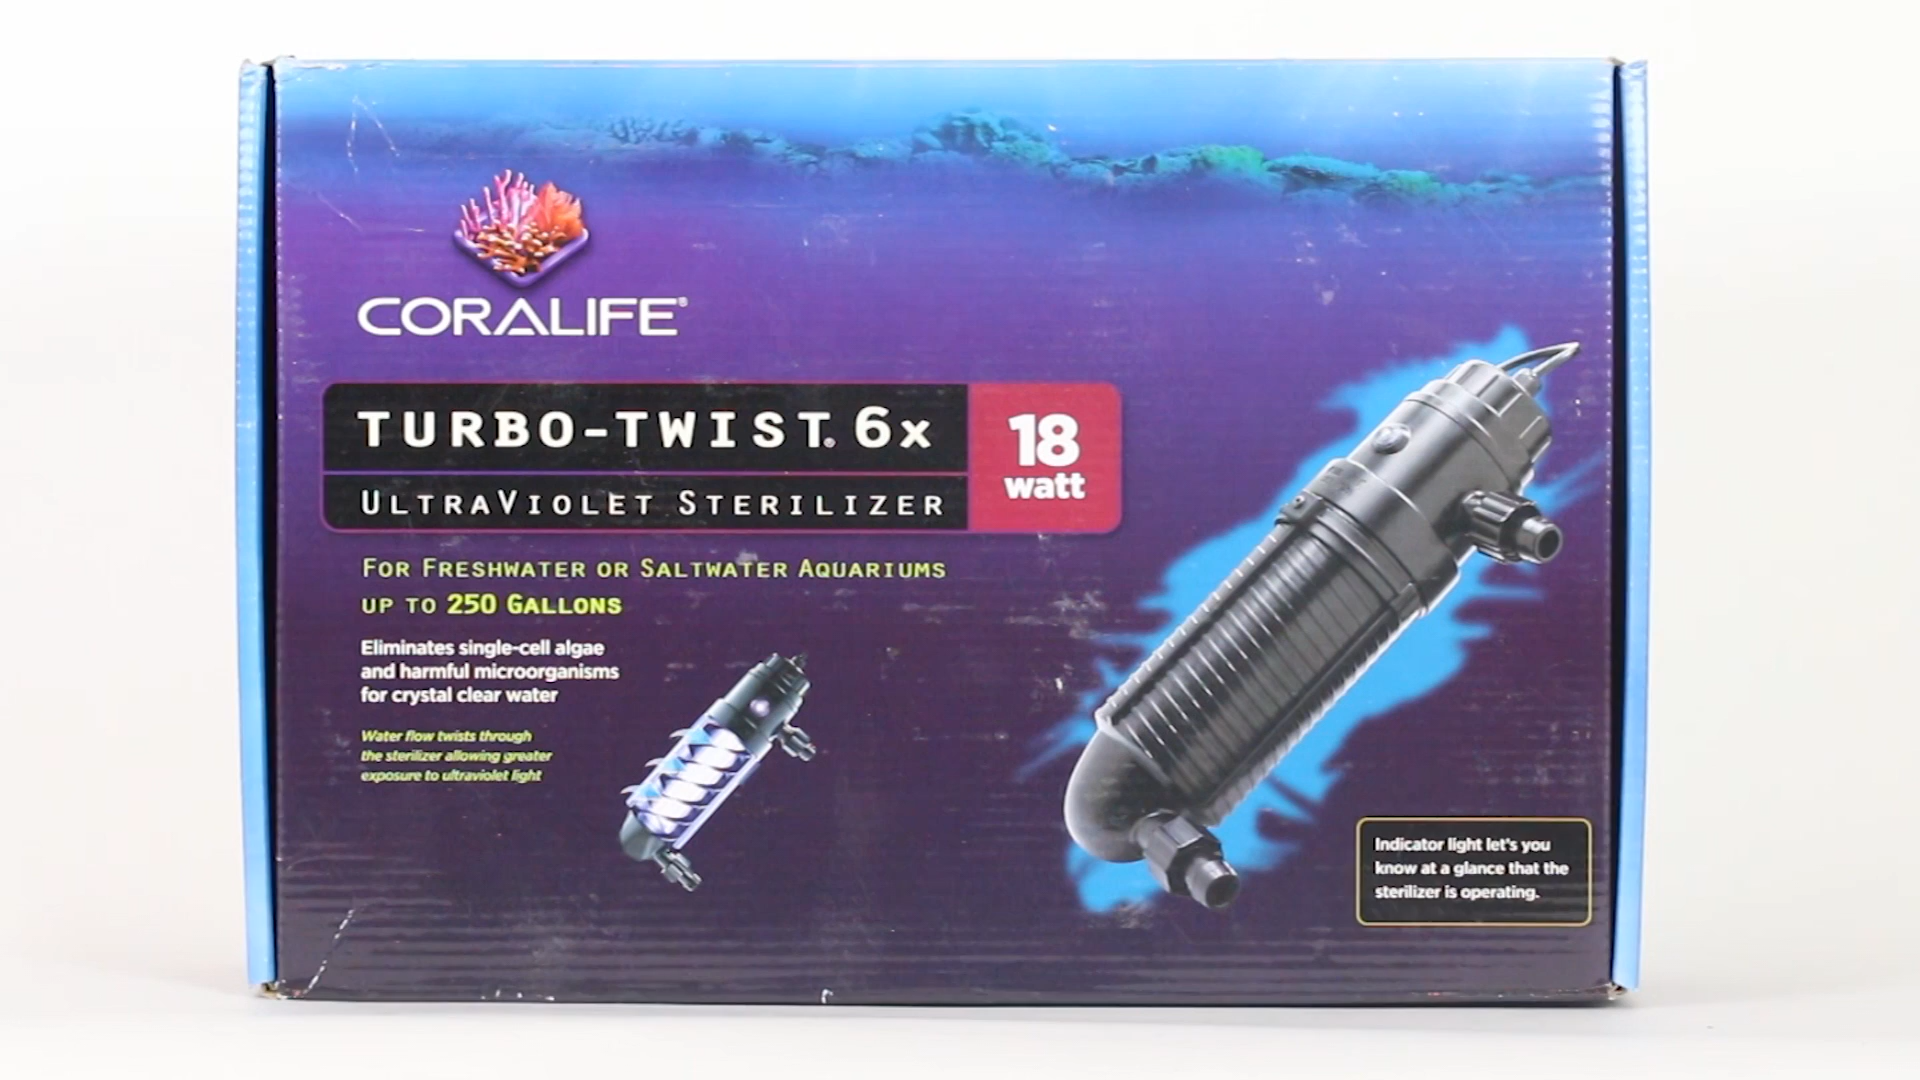 CORALIFE®
TURBO-TWIST® 6x
ULTRAVIOLET STERILIZER
18
watt
FOR FRESHWATER OR SALTWATER AQUARIUMS
UP TO 250 GALLONS
Eliminates single-cell algae
and harmful microorganisms
for crystal clear water
Water flow twists through
the sterilizer allowing greater
exposure to ultraviolet light
Indicator light let's you
know at a glance that the
sterilizer is operating.